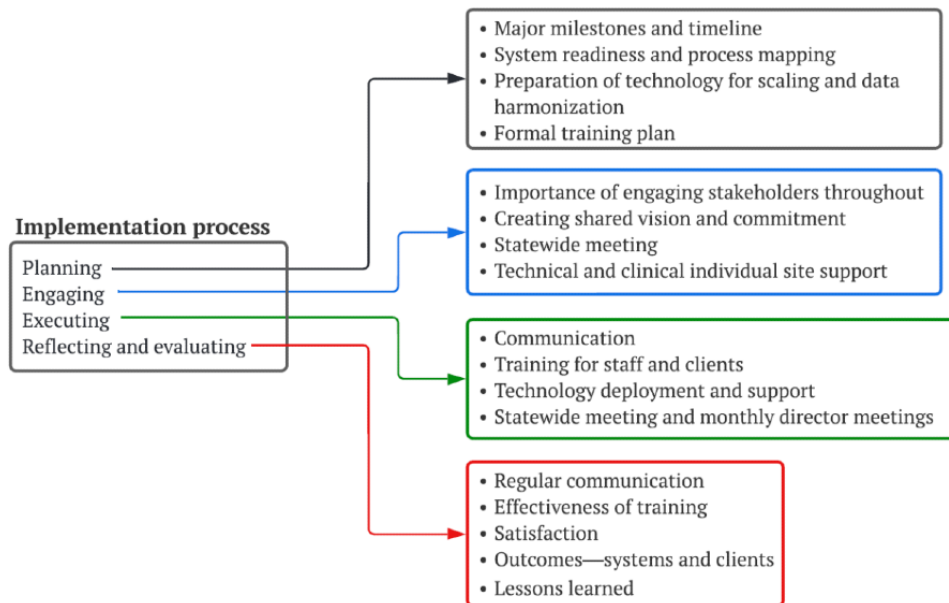 Implementation process
Planning
Engaging
Executing
Reflecting and evaluating
• Major milestones and timeline
• System readiness and process mapping
• Preparation of technology for scaling and data
harmonization
• Formal training plan
• Importance of engaging stakeholders throughout
• Creating shared vision and commitment
• Statewide meeting
• Technical and clinical individual site support
• Communication
• Training for staff and clients
• Technology deployment and support
• Statewide meeting and monthly director meetings
• Regular communication
• Effectiveness of training
• Satisfaction
• Outcomes—systems and clients
• Lessons learned